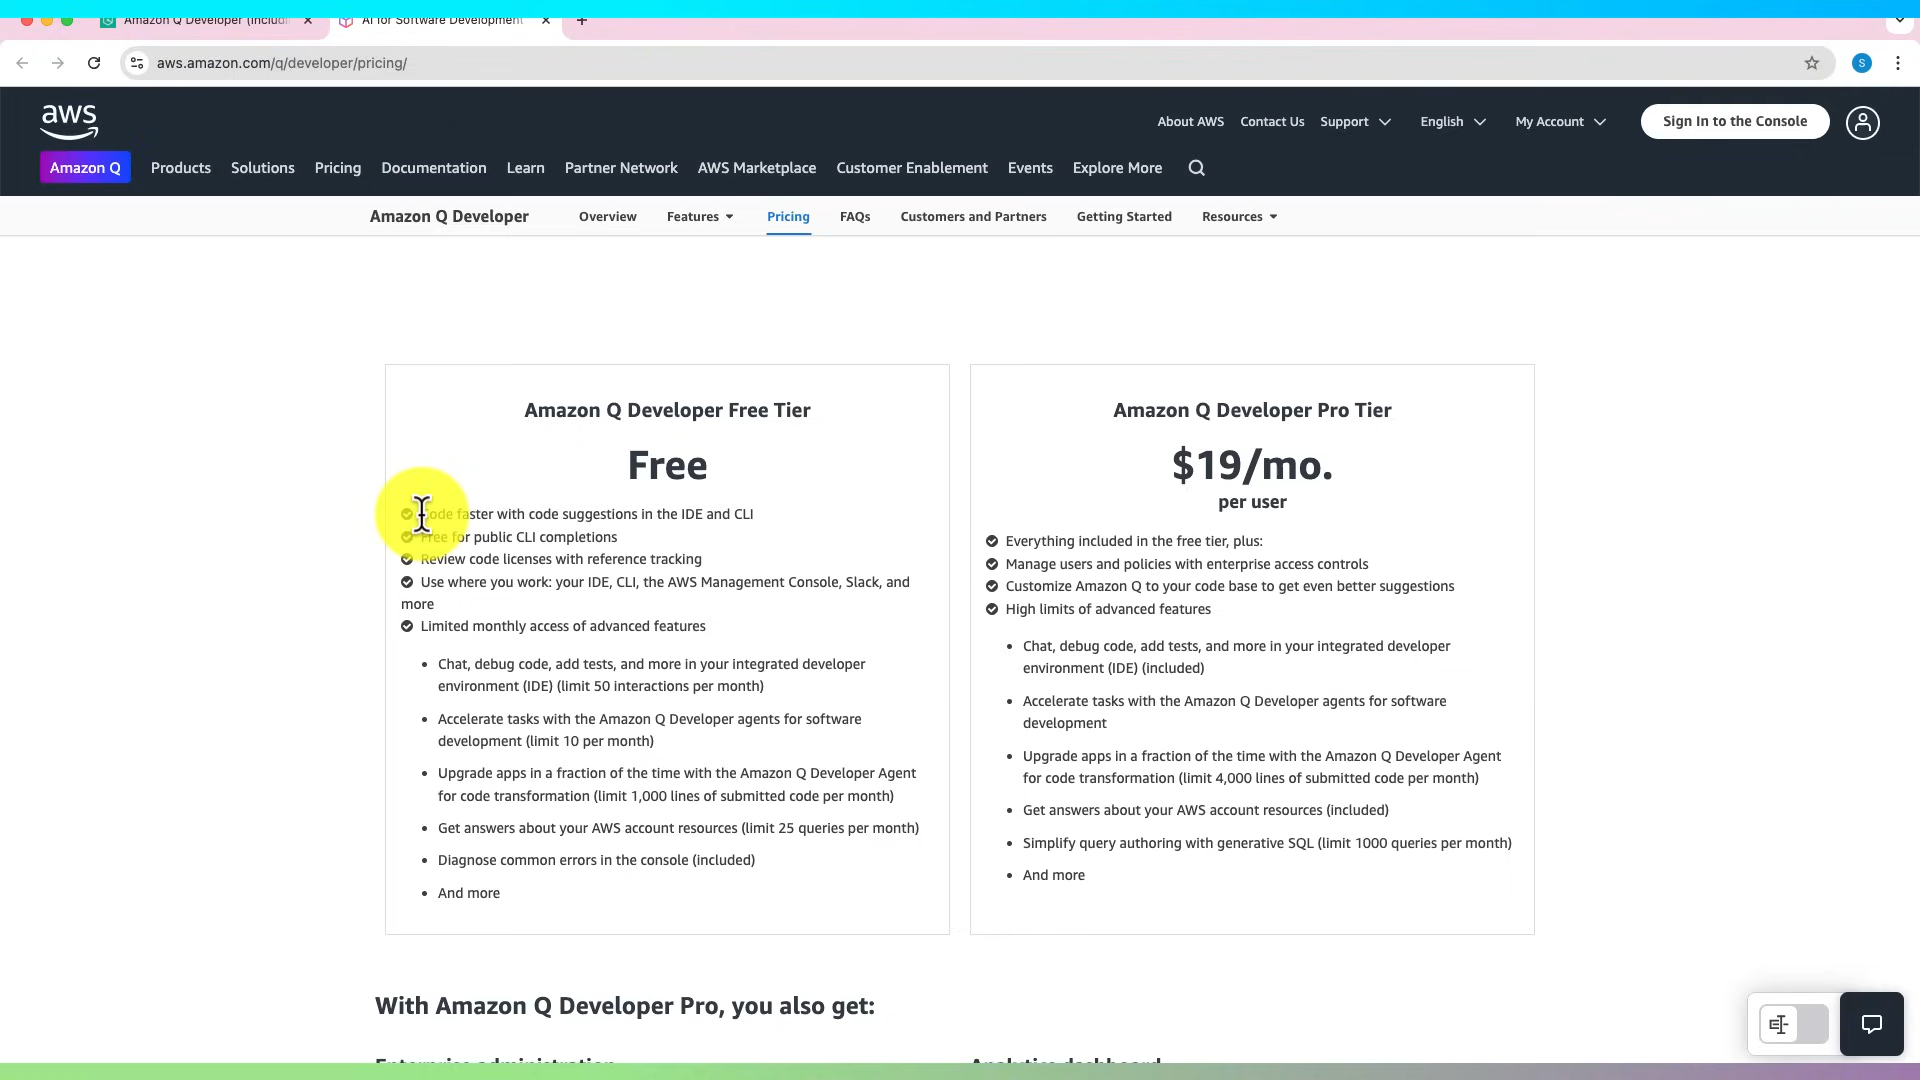 Amazon Q Developer (Includi
AI for Software Development
aws.amazon.com/q/developer/pricing/
S
aws
About AWS
Contact Us
Support
English
My Account
Sign In to the Console
Amazon Q
Products
Solutions
Pricing
Documentation
Learn
Partner Network
AWS Marketplace
Customer Enablement
Events
Explore More
Amazon Q Developer
Overview
Features
Pricing
FAQs
Customers and Partners
Getting Started
Resources
Amazon Q Developer Free Tier
Free
Code faster with code suggestions in the IDE and CLI
Free for public CLI completions
Review code licenses with reference tracking
Use where you work: your IDE, CLI, the AWS Management Console, Slack, and
more
Limited monthly access of advanced features
Chat, debug code, add tests, and more in your integrated developer
environment (IDE) (limit 50 interactions per month)
Accelerate tasks with the Amazon Q Developer agents for software
development (limit 10 per month)
Upgrade apps in a fraction of the time with the Amazon Q Developer Agent
for code transformation (limit 1,000 lines of submitted code per month)
Get answers about your AWS account resources (limit 25 queries per month)
Diagnose common errors in the console (included)
And more
Amazon Q Developer Pro Tier
$19/mo.
per user
Everything included in the free tier, plus:
Manage users and policies with enterprise access controls
Customize Amazon Q to your code base to get even better suggestions
High limits of advanced features
Chat, debug code, add tests, and more in your integrated developer
environment (IDE) (included)
Accelerate tasks with the Amazon Q Developer agents for software
development
Upgrade apps in a fraction of the time with the Amazon Q Developer Agent
for code transformation (limit 4,000 lines of submitted code per month)
Get answers about your AWS account resources (included)
Simplify query authoring with generative SQL (limit 1000 queries per month)
And more
With Amazon Q Developer Pro, you also get:
Enterprise administration
Analytics dashboard